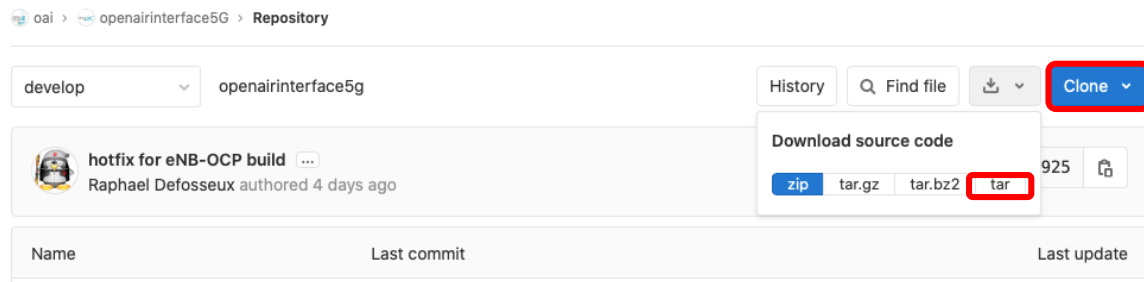 oai > openairinterface5G > Repository
develop openairinterface5g History Find file Clone
Download source code
zip tar.gz tar.bz2 tar
hotfix for eNB-OCP build ...
Raphael Defosseux authored 4 days ago
925
Name Last commit Last update